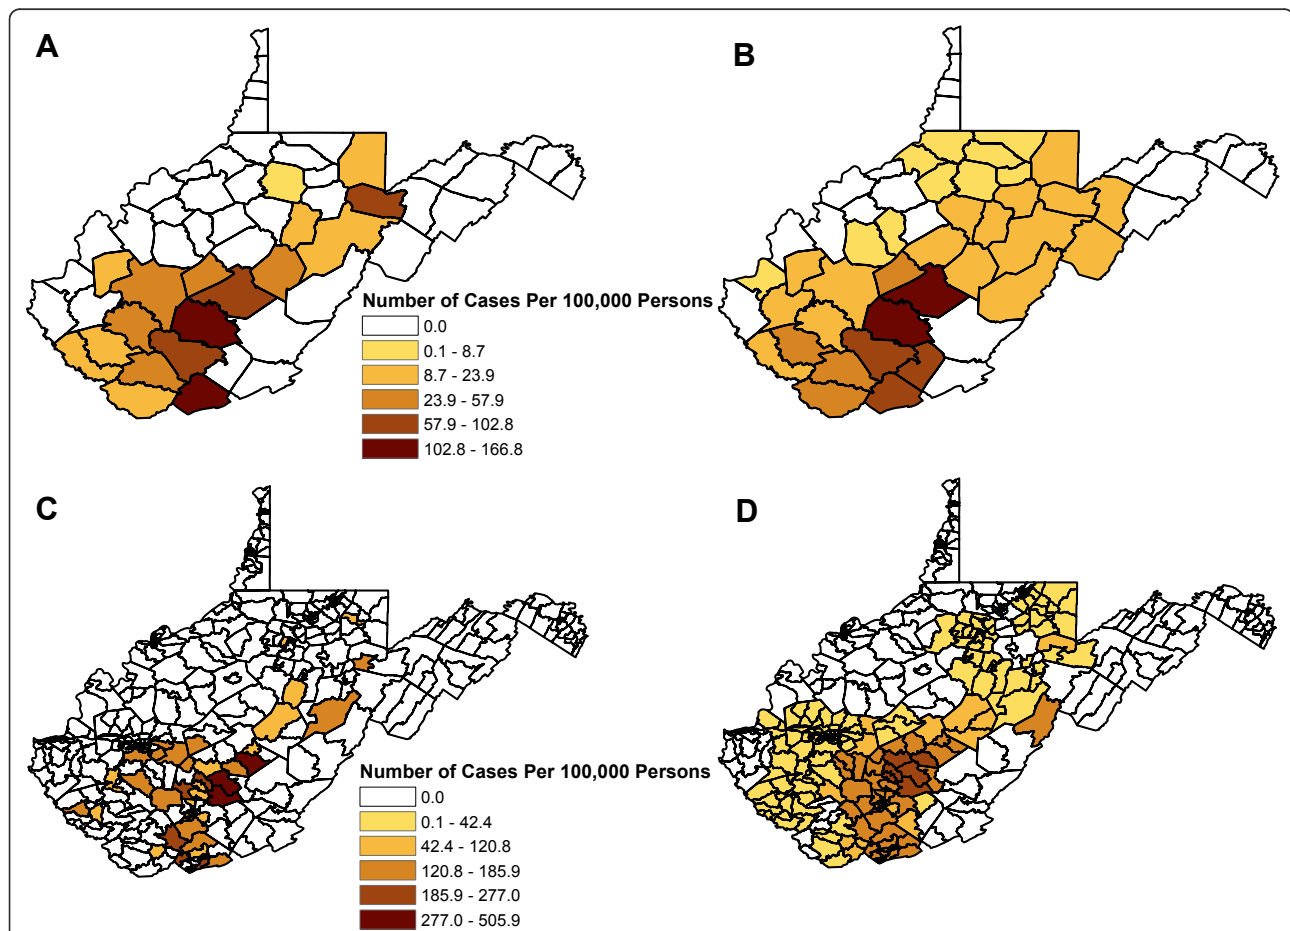 A
B
Number of Cases Per 100,000 Persons
0.0
0.1 - 8.7
8.7 - 23.9
23.9 - 57.9
57.9 - 102.8
102.8 - 166.8
C
D
Number of Cases Per 100,000 Persons
0.0
0.1 - 42.4
42.4 - 120.8
120.8 - 185.9
185.9 - 277.0
277.0 - 505.9